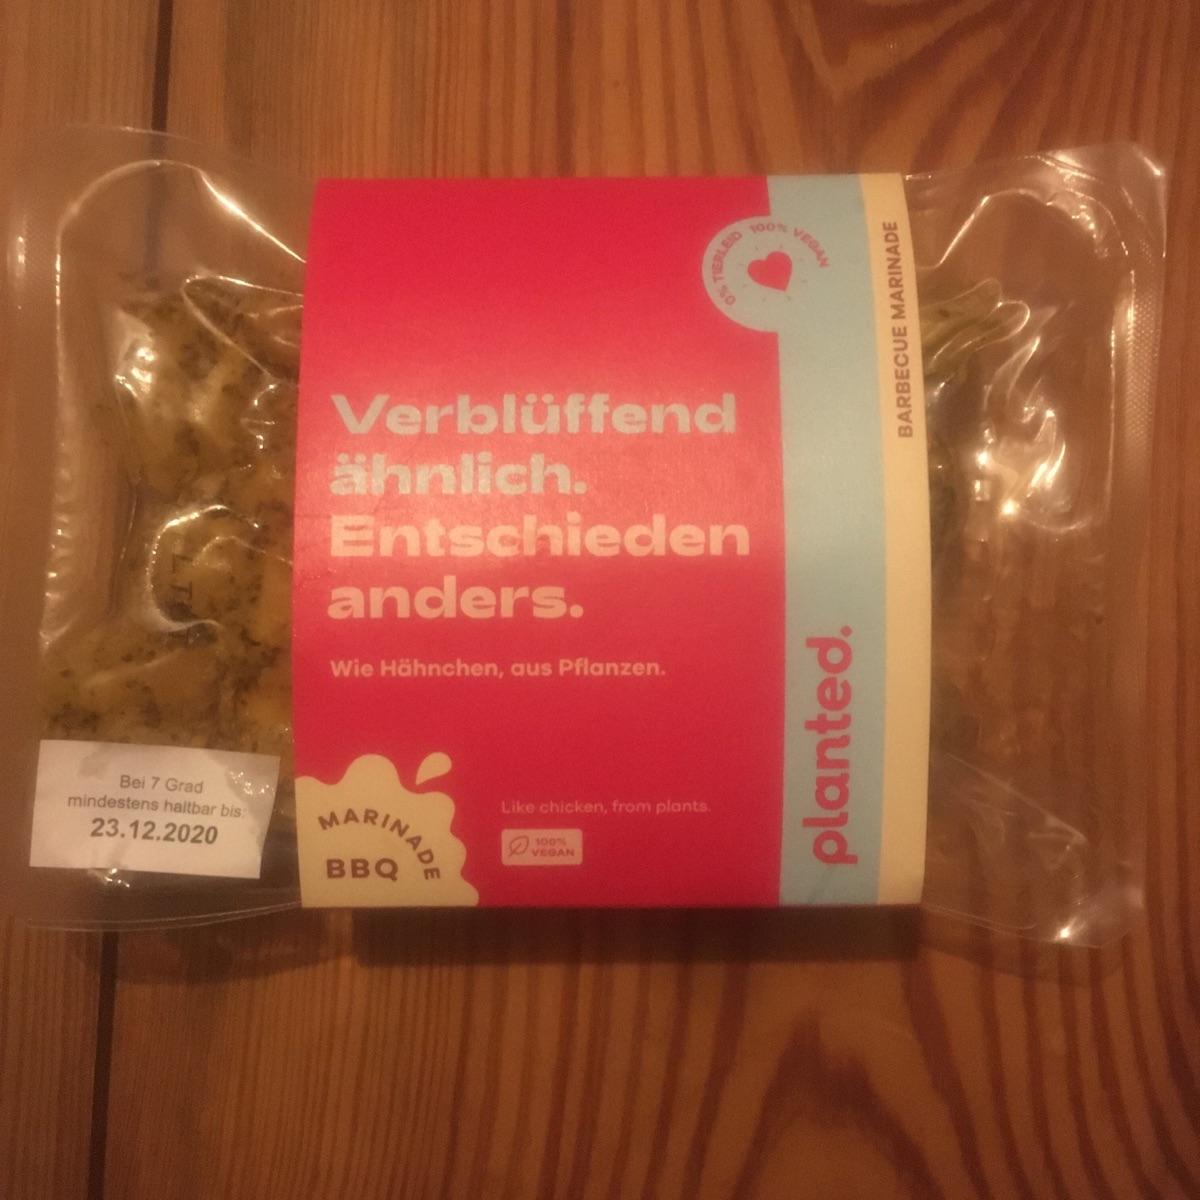 0% TIERLEID 100% VEGAN
BARBECUE MARINADE
Verblüffend
ähnlich.
Entschieden
anders.
Wie Hähnchen, aus Pflanzen.
planted.
Bei 7 Grad
mindestens haltbar bis:
23.12.2020
MARINADE
BBQ
Like chicken, from plants.
100%
VEGAN